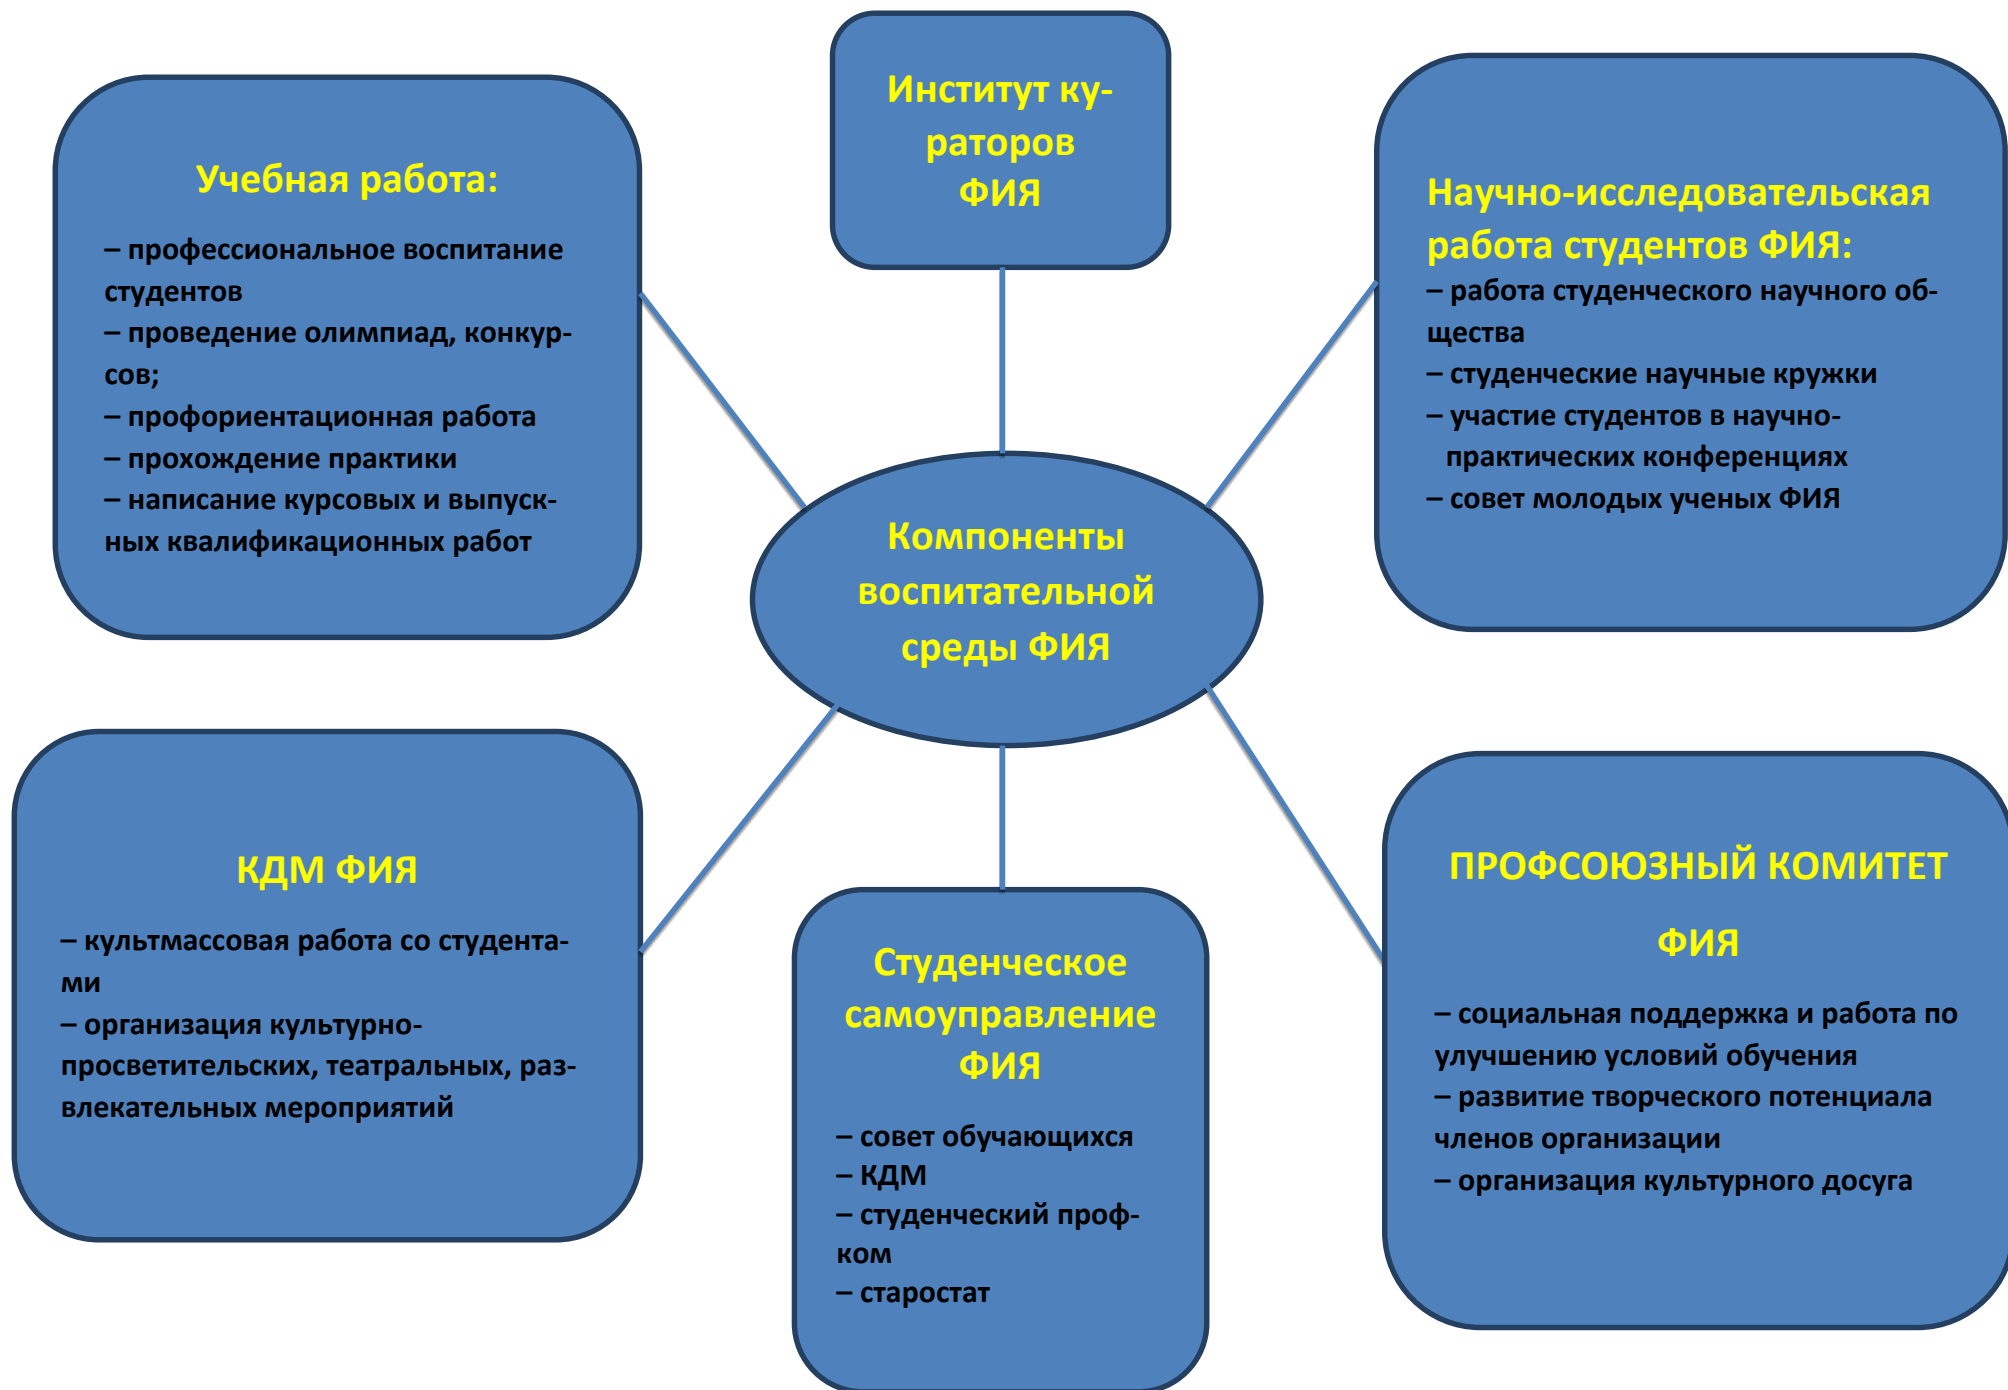 Институт ку-
раторов
ФИЯ
Учебная работа:
– профессиональное воспитание
студентов
– проведение олимпиад, конкур-
сов;
– профориентационная работа
– прохождение практики
– написание курсовых и выпуск-
ных квалификационных работ
Научно-исследовательская
работа студентов ФИЯ:
– работа студенческого научного об-
щества
– студенческие научные кружки
– участие студентов в научно-
практических конференциях
– совет молодых ученых ФИЯ
Компоненты
воспитательной
среды ФИЯ
КДМ ФИЯ
– культмассовая работа со студента-
ми
– организация культурно-
просветительских, театральных, раз-
влекательных мероприятий
Студенческое
самоуправление
ФИЯ
– совет обучающихся
– КДМ
– студенческий проф-
ком
– старостат
ПРОФСОЮЗНЫЙ КОМИТЕТ
ФИЯ
– социальная поддержка и работа по
улучшению условий обучения
– развитие творческого потенциала
членов организации
– организация культурного досуга